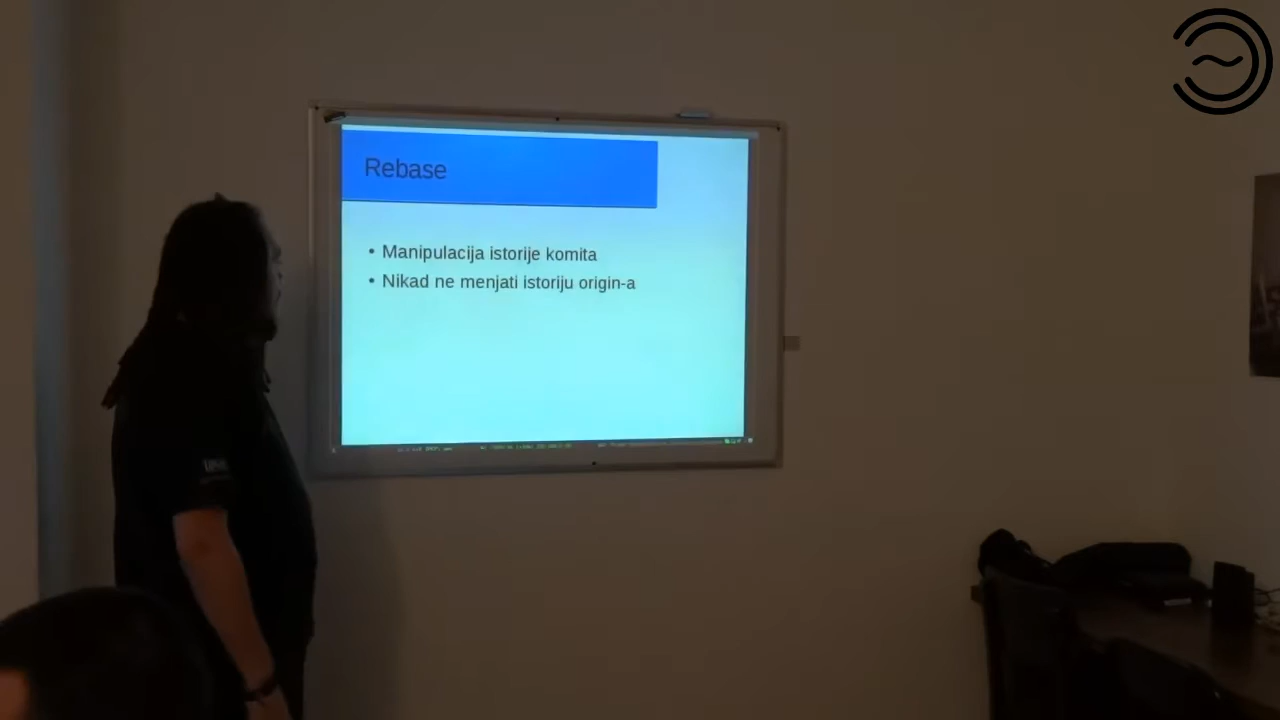 Rebase
• Manipulacija istorije komita
• Nikad ne menjati istoriju origin-a